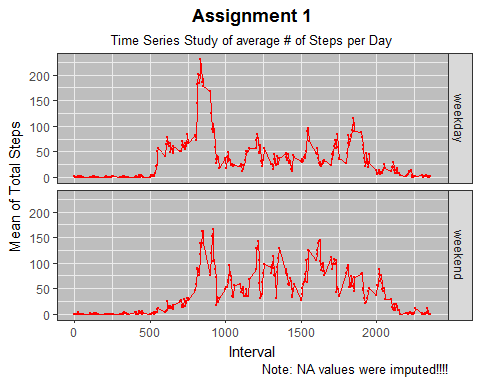 Assignment 1
Time Series Study of average # of Steps per Day
Mean of Total Steps
200
150
100
50
0
weekday
200
150
100
50
0
weekend
0 500 1000 1500 2000
Interval
Note: NA values were imputed!!!!